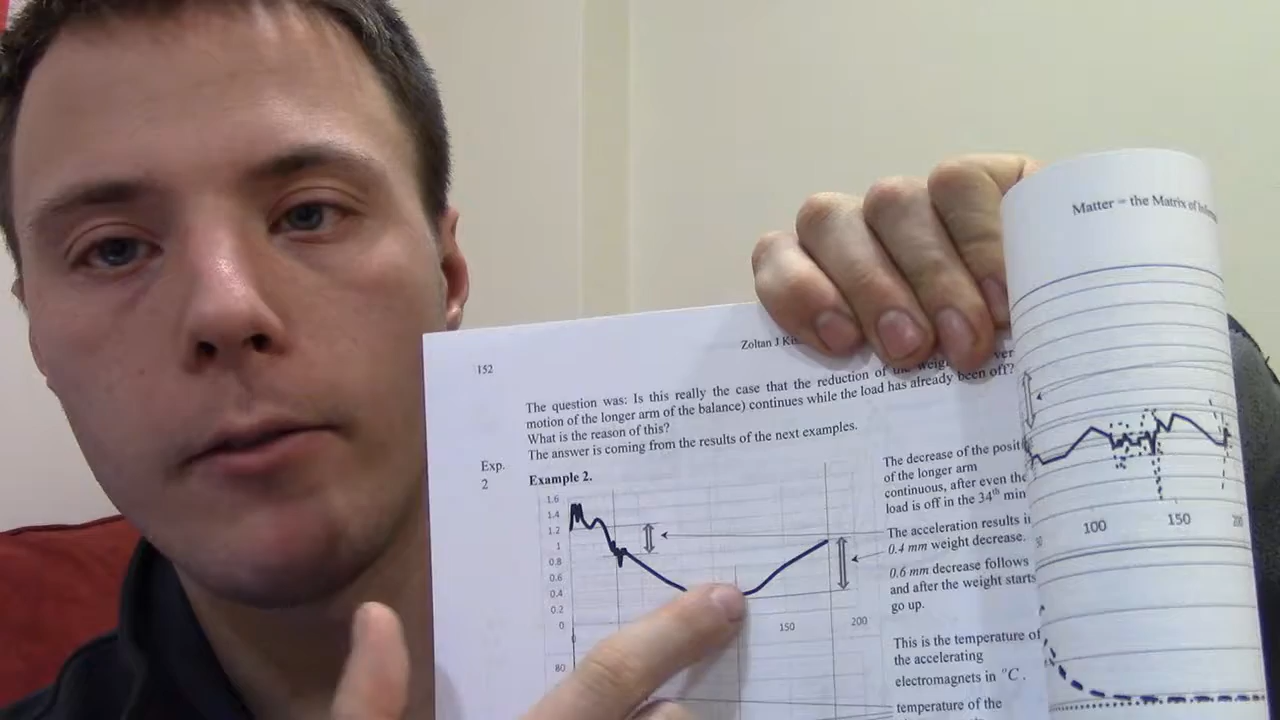 152
Zoltan J
Matter = the Matrix of
The question was: Is this really the case that the reduction of the
motion of the longer arm of the balance) continues while the load has already been off?
What is the reason of this?
The answer is coming from the results of the next examples.
Exp.
2
Example 2.
1.6
1.4
1.2
1
0.8
0.6
0.4
0.2
0
150
200
80
The decrease of the
of the longer arm
continuous, after even the
load is off in the 34th min
The acceleration results
0.4 mm weight decrease.
0.6 mm decrease follows
and after the weight starts
go up.
This is the temperature of
the accelerating
electromagnets in °C.
temperature of the
100
150